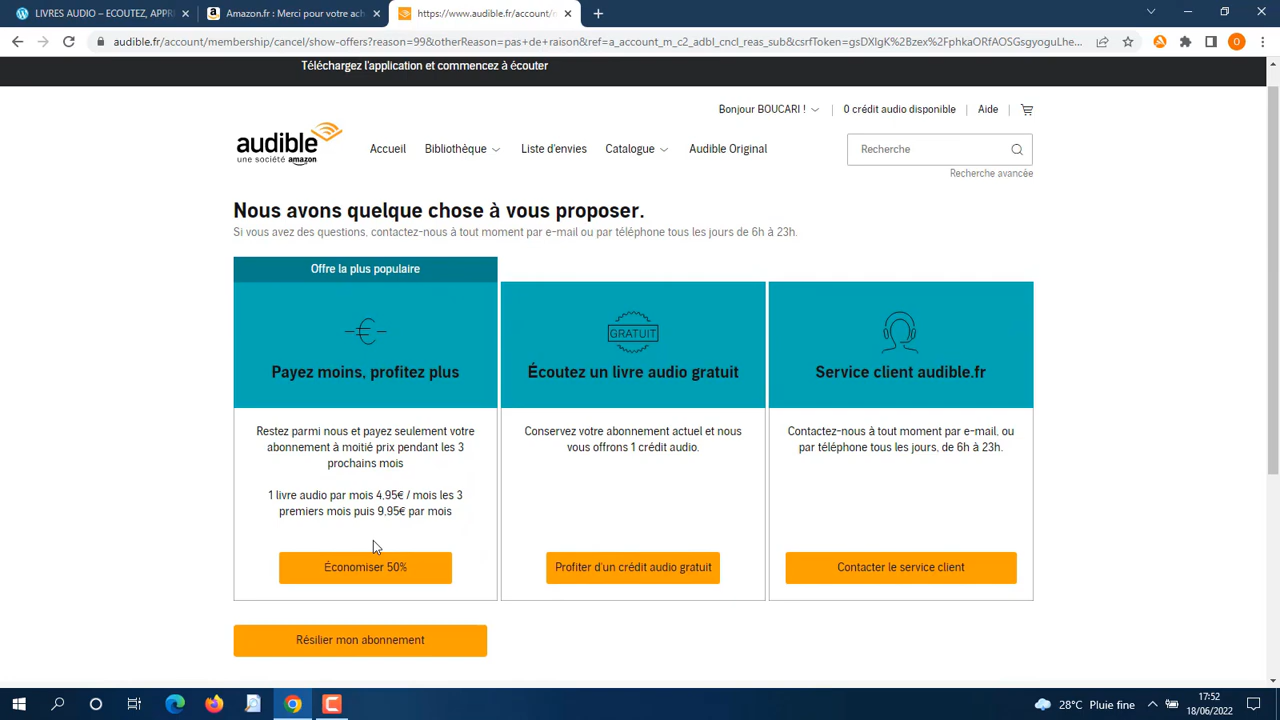 LIVRES AUDIO – ECOUTEZ, APPR
Amazon.fr : Merci pour votre ach
https://www.audible.fr/account/m
audible.fr/account/membership/cancel/show-offers?reason=99&otherReason=pas+de+raison&ref=a_account_m_c2_adbl_cncl_reas_sub&csrfToken=gsDXlgK%2Bzex%2FphkaORfAOSGsgyoguLhe...
O
Téléchargez l'application et commencez à écouter
Bonjour BOUCARI !
0 crédit audio disponible
Aide
audible
une société amazon
Accueil
Bibliothèque
Liste d'envies
Catalogue
Audible Original
Recherche
Recherche avancée
Nous avons quelque chose à vous proposer.
Si vous avez des questions, contactez-nous à tout moment par e-mail ou par téléphone tous les jours de 6h à 23h.
Offre la plus populaire
Payez moins, profitez plus
Restez parmi nous et payez seulement votre
abonnement à moitié prix pendant les 3
prochains mois
1 livre audio par mois 4,95€ / mois les 3
premiers mois puis 9,95€ par mois
Économiser 50%
GRATUIT
Écoutez un livre audio gratuit
Conservez votre abonnement actuel et nous
vous offrons 1 crédit audio.
Profiter d'un crédit audio gratuit
Service client audible.fr
Contactez-nous à tout moment par e-mail, ou
par téléphone tous les jours, de 6h à 23h.
Contacter le service client
Résilier mon abonnement
28°C Pluie fine
17:52
18/06/2022